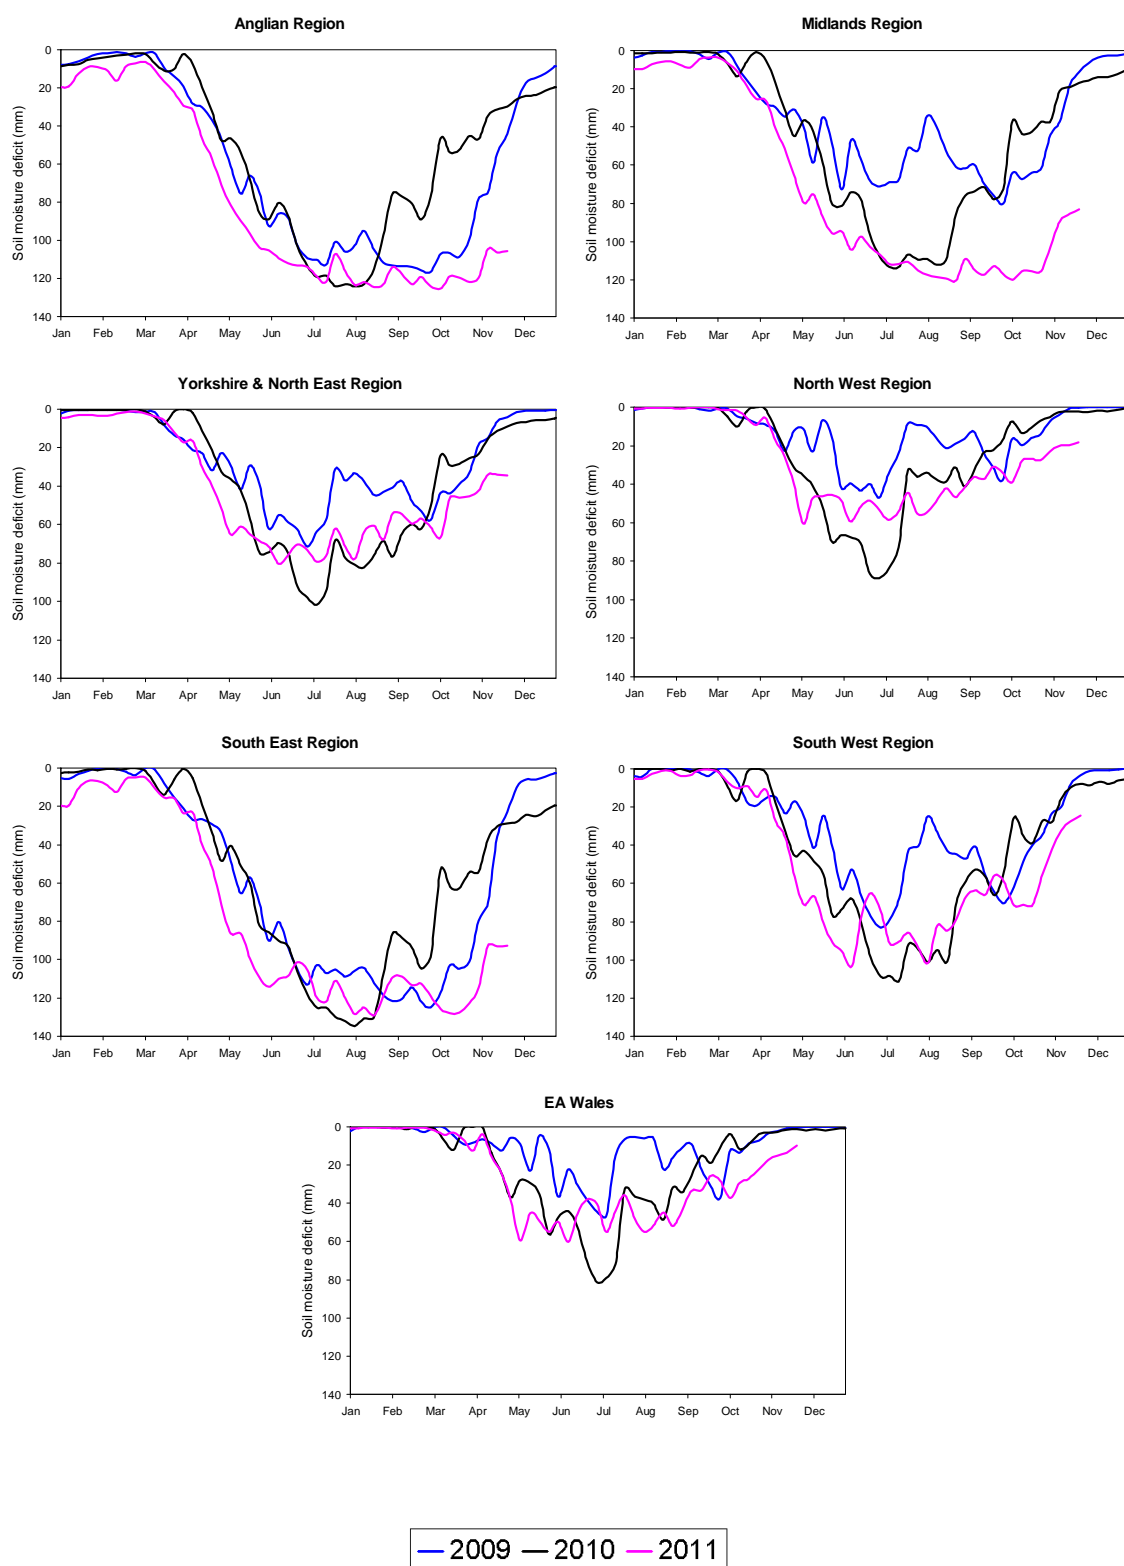 Anglian Region
Soil moisture deficit (mm)
0
20
40
60
80
100
120
140
Jan Feb Mar Apr May Jun Jul Aug Sep Oct Nov Dec
Midlands Region
Soil moisture deficit (mm)
0
20
40
60
80
100
120
140
Jan Feb Mar Apr May Jun Jul Aug Sep Oct Nov Dec
Yorkshire & North East Region
Soil moisture deficit (mm)
0
20
40
60
80
100
120
140
Jan Feb Mar Apr May Jun Jul Aug Sep Oct Nov Dec
North West Region
Soil moisture deficit (mm)
0
20
40
60
80
100
120
140
Jan Feb Mar Apr May Jun Jul Aug Sep Oct Nov Dec
South East Region
Soil moisture deficit (mm)
0
20
40
60
80
100
120
140
Jan Feb Mar Apr May Jun Jul Aug Sep Oct Nov Dec
South West Region
Soil moisture deficit (mm)
0
20
40
60
80
100
120
140
Jan Feb Mar Apr May Jun Jul Aug Sep Oct Nov Dec
EA Wales
Soil moisture deficit (mm)
0
20
40
60
80
100
120
140
Jan Feb Mar Apr May Jun Jul Aug Sep Oct Nov Dec
2009 2010 2011